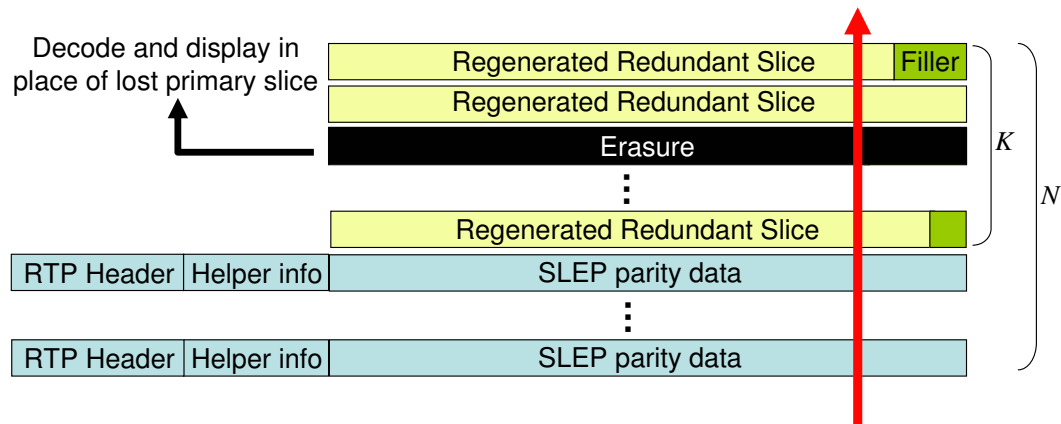 Decode and display in
place of lost primary slice
Regenerated Redundant Slice Filler
Regenerated Redundant Slice
Erasure
K
N
Regenerated Redundant Slice
RTP Header Helper info SLEP parity data
RTP Header Helper info SLEP parity data